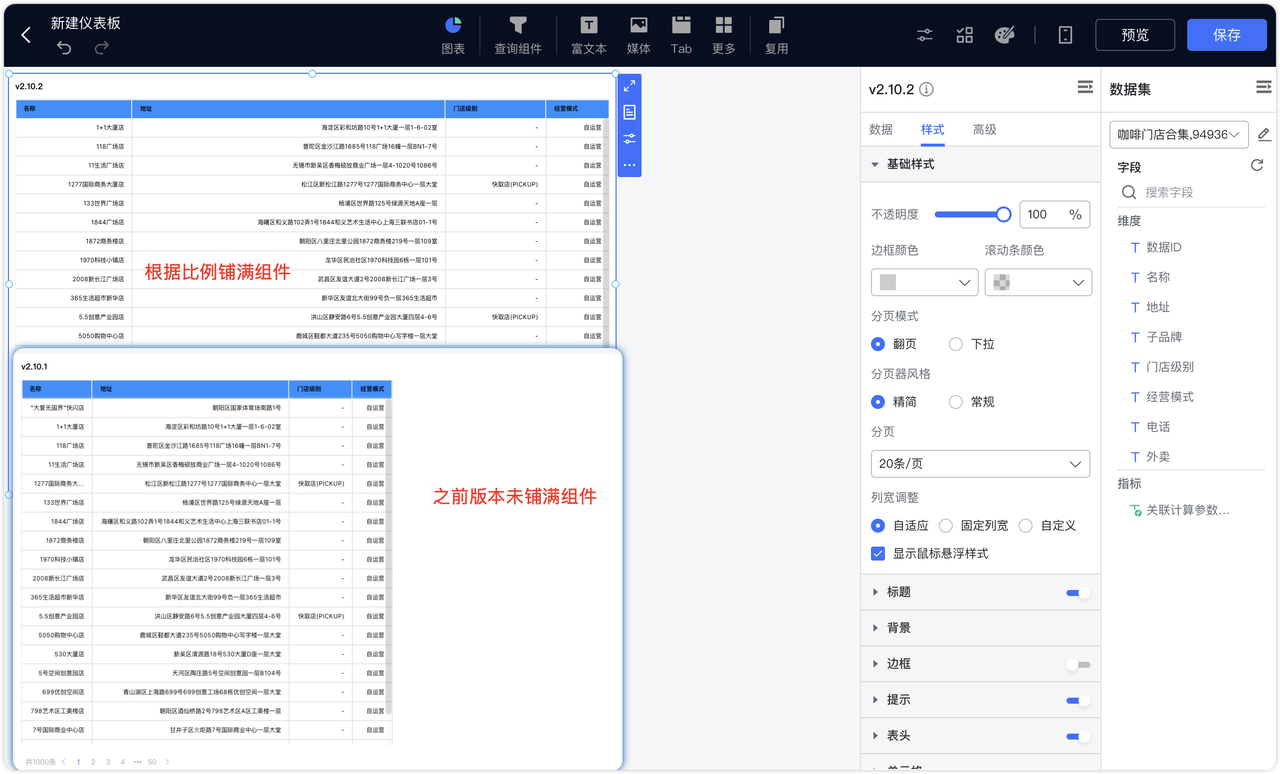 新建仪表板
图表
查询组件
富文本
媒体
Tab
更多
复用
预览
保存
v2.10.2
名称 地址 门店级别 经营模式
1+1大厦店 海淀区彩和坊路10号1+1大厦一层1-6-02室 - 自运营
118广场店 普陀区金沙江路1685号118广场16幢一层BN1-7号 - 自运营
11生活广场店 无锡市新吴区香梅硕放商业广场一层4-1020号1086号 - 自运营
1277国际商务大厦店 松江区新松江路1277号1277国际商务中心一层大堂 快取店(PICKUP) 自运营
133世界广场店 杨浦区世界路125号绿源天地A座一层 - 自运营
1844广场店 海曙区和义路102弄1号1844和义艺术生活中心上海三联书店01-1号 - 自运营
1872商务楼店 朝阳区八里庄北里公园1872商务楼219号一层109室 - 自运营
1970科技小镇店 龙华区民治社区1970科技园6栋一层101号 - 自运营
2008新长江广场店 武昌区友谊大道2号2008新长江广场一层3号 - 自运营
365生活超市新华店 新华区友谊北大街99号负一层365生活超市 - 自运营
5.5创意产业园店 洪山区静安路6号5.5创意产业园大厦四层4-6号 快取店(PICKUP) 自运营
5050购物中心店 鹿城区鞋都大道235号5050购物中心写字楼一层大堂 - 自运营
根据比例铺满组件
v2.10.1
名称 地址 门店级别 经营模式
"大爱无国界"快闪店 朝阳区国家体育场南路1号 - 自运营
1+1大厦店 海淀区彩和坊路10号1+1大厦一层1-6-02室 - 自运营
118广场店 普陀区金沙江路1685号118广场16幢一层BN1-7号 - 自运营
11生活广场店 无锡市新吴区香梅硕放商业广场一层4-1020号1086号 - 自运营
1277国际商务大... 松江区新松江路1277号1277国际商务中心一层大堂 快取店(PICKUP) 自运营
133世界广场店 杨浦区世界路125号绿源天地A座一层 - 自运营
1844广场店 海曙区和义路102弄1号1844和义艺术生活中心上海三联书店01-1号 - 自运营
1872商务楼店 朝阳区八里庄北里公园1872商务楼219号一层109室 - 自运营
1970科技小镇店 龙华区民治社区1970科技园6栋一层101号 - 自运营
2008新长江广场店 武昌区友谊大道2号2008新长江广场一层3号 - 自运营
365生活超市新华店 新华区友谊北大街99号负一层365生活超市 - 自运营
5.5创意产业园店 洪山区静安路6号5.5创意产业园大厦四层4-6号 快取店(PICKUP) 自运营
5050购物中心店 鹿城区鞋都大道235号5050购物中心写字楼一层大堂 - 自运营
530大厦店 新吴区清源路18号530大厦D座一层大堂 - 自运营
5号空间创意园店 天河区陶庄路5号空间创意园一层B104号 - 自运营
699优创空间店 青山湖区上海路699号699创意工场68栋优创空间一层大堂 - 自运营
798艺术区工美楼店 朝阳区酒仙桥路2号798艺术区A区工美楼一层 - 自运营
7号国际商业中心店 甘井子区火炬路7号国际商业中心一层大堂 - 自运营
之前版本未铺满组件
共1000条 1 2 3 4 ··· 50
v2.10.2
数据 样式 高级
基础样式
不透明度 100 %
边框颜色 滚动条颜色
分页模式
翻页 下拉
分页器风格
精简 常规
分页
20条/页
列宽调整
自适应 固定列宽 自定义
显示鼠标悬浮样式
标题
背景
边框
提示
表头
数据集
咖啡门店合集,94936
字段
搜索字段
维度
T 数据ID
T 名称
T 地址
T 子品牌
T 门店级别
T 经营模式
T 电话
T 外卖
指标
关联计算参数...